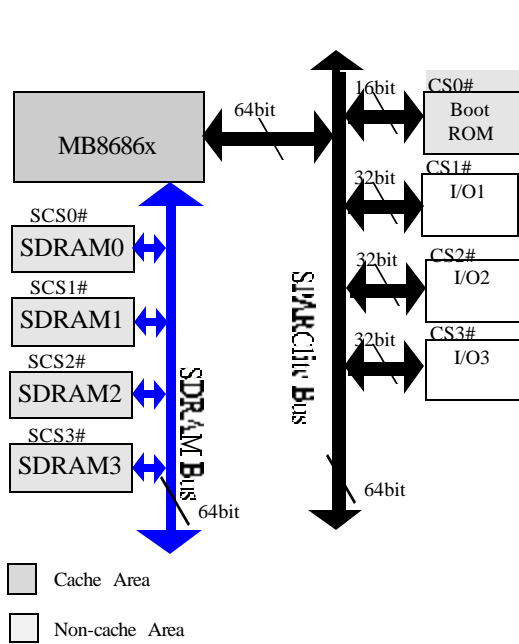 CS0#
16bit
64bit
Boot
ROM
MB8686x
CS1#
32bit
I/O1
SCS0#
SDRAM0
CS2#
32bit
I/O2
SCS1#
SDRAM1
CS3#
32bit
I/O3
SCS2#
SDRAM2
SCS3#
SDRAM3
SDRAM Bus
64bit
Bus
64bit
Cache Area
Non-cache Area